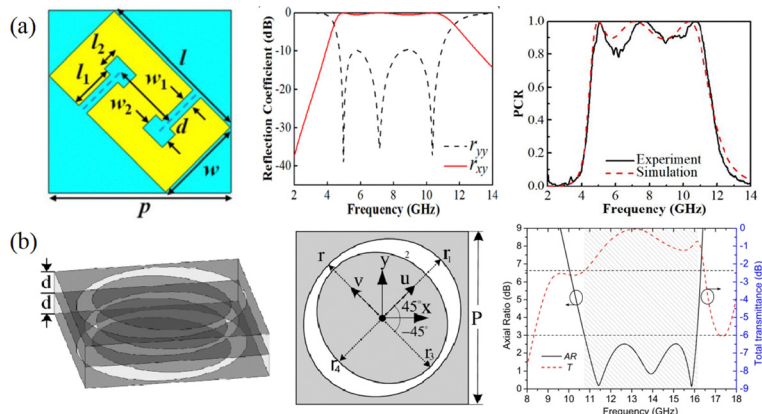 (a)
l
l₂
l₁
w₁
w₂
d
w
p
Reflection Coefficient (dB)
0
-10
-20
-30
-40
r_yy
r_xy
2 4 6 8 10 12 14
Frequency (GHz)
PCR
1.0
0.8
0.6
0.4
0.2
0.0
Experiment
Simulation
2 4 6 8 10 12 14
Frequency (GHz)
(b)
d
d
r
y
2
r₁
v
u
45°
x
-45°
r₄
r₃
P
Axial Ratio (dB)
9
8
7
6
5
4
3
2
1
0
AR
T
8 9 10 11 12 13 14 15 16 17 18
Frequency (GHz)
0
-1
-2
-3
-4
-5
-6
-7
-8
-9
Total transmittance (dB)